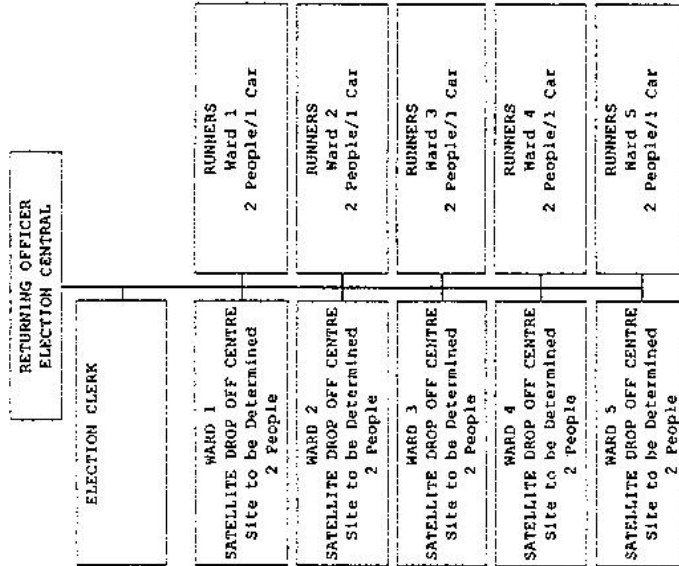 RETURNING OFFICER
ELECTION CENTRAL
ELECTION CLERK
WARD 1
SATELLITE DROP OFF CENTRE
Site to be Determined
2 People
RUNNERS
Ward 1
2 People/1 Car
WARD 2
SATELLITE DROP OFF CENTRE
Site to be Determined
2 People
RUNNERS
Ward 2
2 People/1 Car
WARD 3
SATELLITE DROP OFF CENTRE
Site to be Determined
2 People
RUNNERS
Ward 3
2 People/1 Car
WARD 4
SATELLITE DROP OFF CENTRE
Site to be Determined
2 People
RUNNERS
Ward 4
2 People/1 Car
WARD 5
SATELLITE DROP OFF CENTRE
Site to be Determined
2 People
RUNNERS
Ward 5
2 People/1 Car